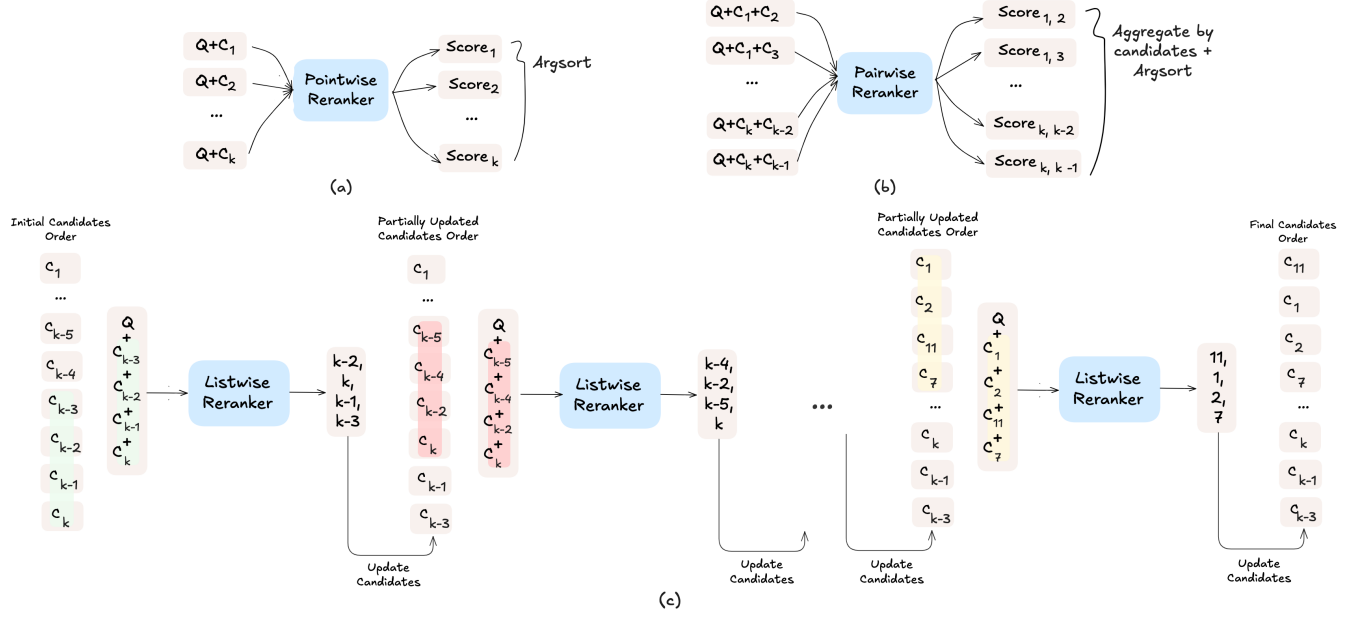 Q+C1
Q+C2
...
Q+Ck
Pointwise
Reranker
Score1
Score2
...
Scorek
Argsort
(a)
Q+C1+C2
Q+C1+C3
...
Q+Ck+Ck-2
Q+Ck+Ck-1
Pairwise
Reranker
Score1, 2
Score1, 3
...
Scorek, k-2
Scorek, k -1
Aggregate by
candidates +
Argsort
(b)
Initial Candidates
Order
C1
...
Ck-5
Ck-4
Ck-3
Ck-2
Ck-1
Ck
Q
+
Ck-3
+
Ck-2
+
Ck-1
+
Ck
Listwise
Reranker
k-2,
k,
k-1,
k-3
Update
Candidates
Partially Updated
Candidates Order
C1
...
Ck-5
Ck-4
Ck-2
Ck
Ck-1
Ck-3
Q
+
Ck-5
+
Ck-4
+
Ck-2
+
Ck
Listwise
Reranker
k-4,
k-2,
k-5,
k
Update
Candidates
...
Update
Candidates
Partially Updated
Candidates Order
C1
C2
C11
C7
...
Ck
Ck-1
Ck-3
Q
+
C1
+
C2
+
C11
+
C7
Listwise
Reranker
11,
1,
2,
7
Update
Candidates
Final Candidates
Order
C11
C1
C2
C7
...
Ck
Ck-1
Ck-3
(c)